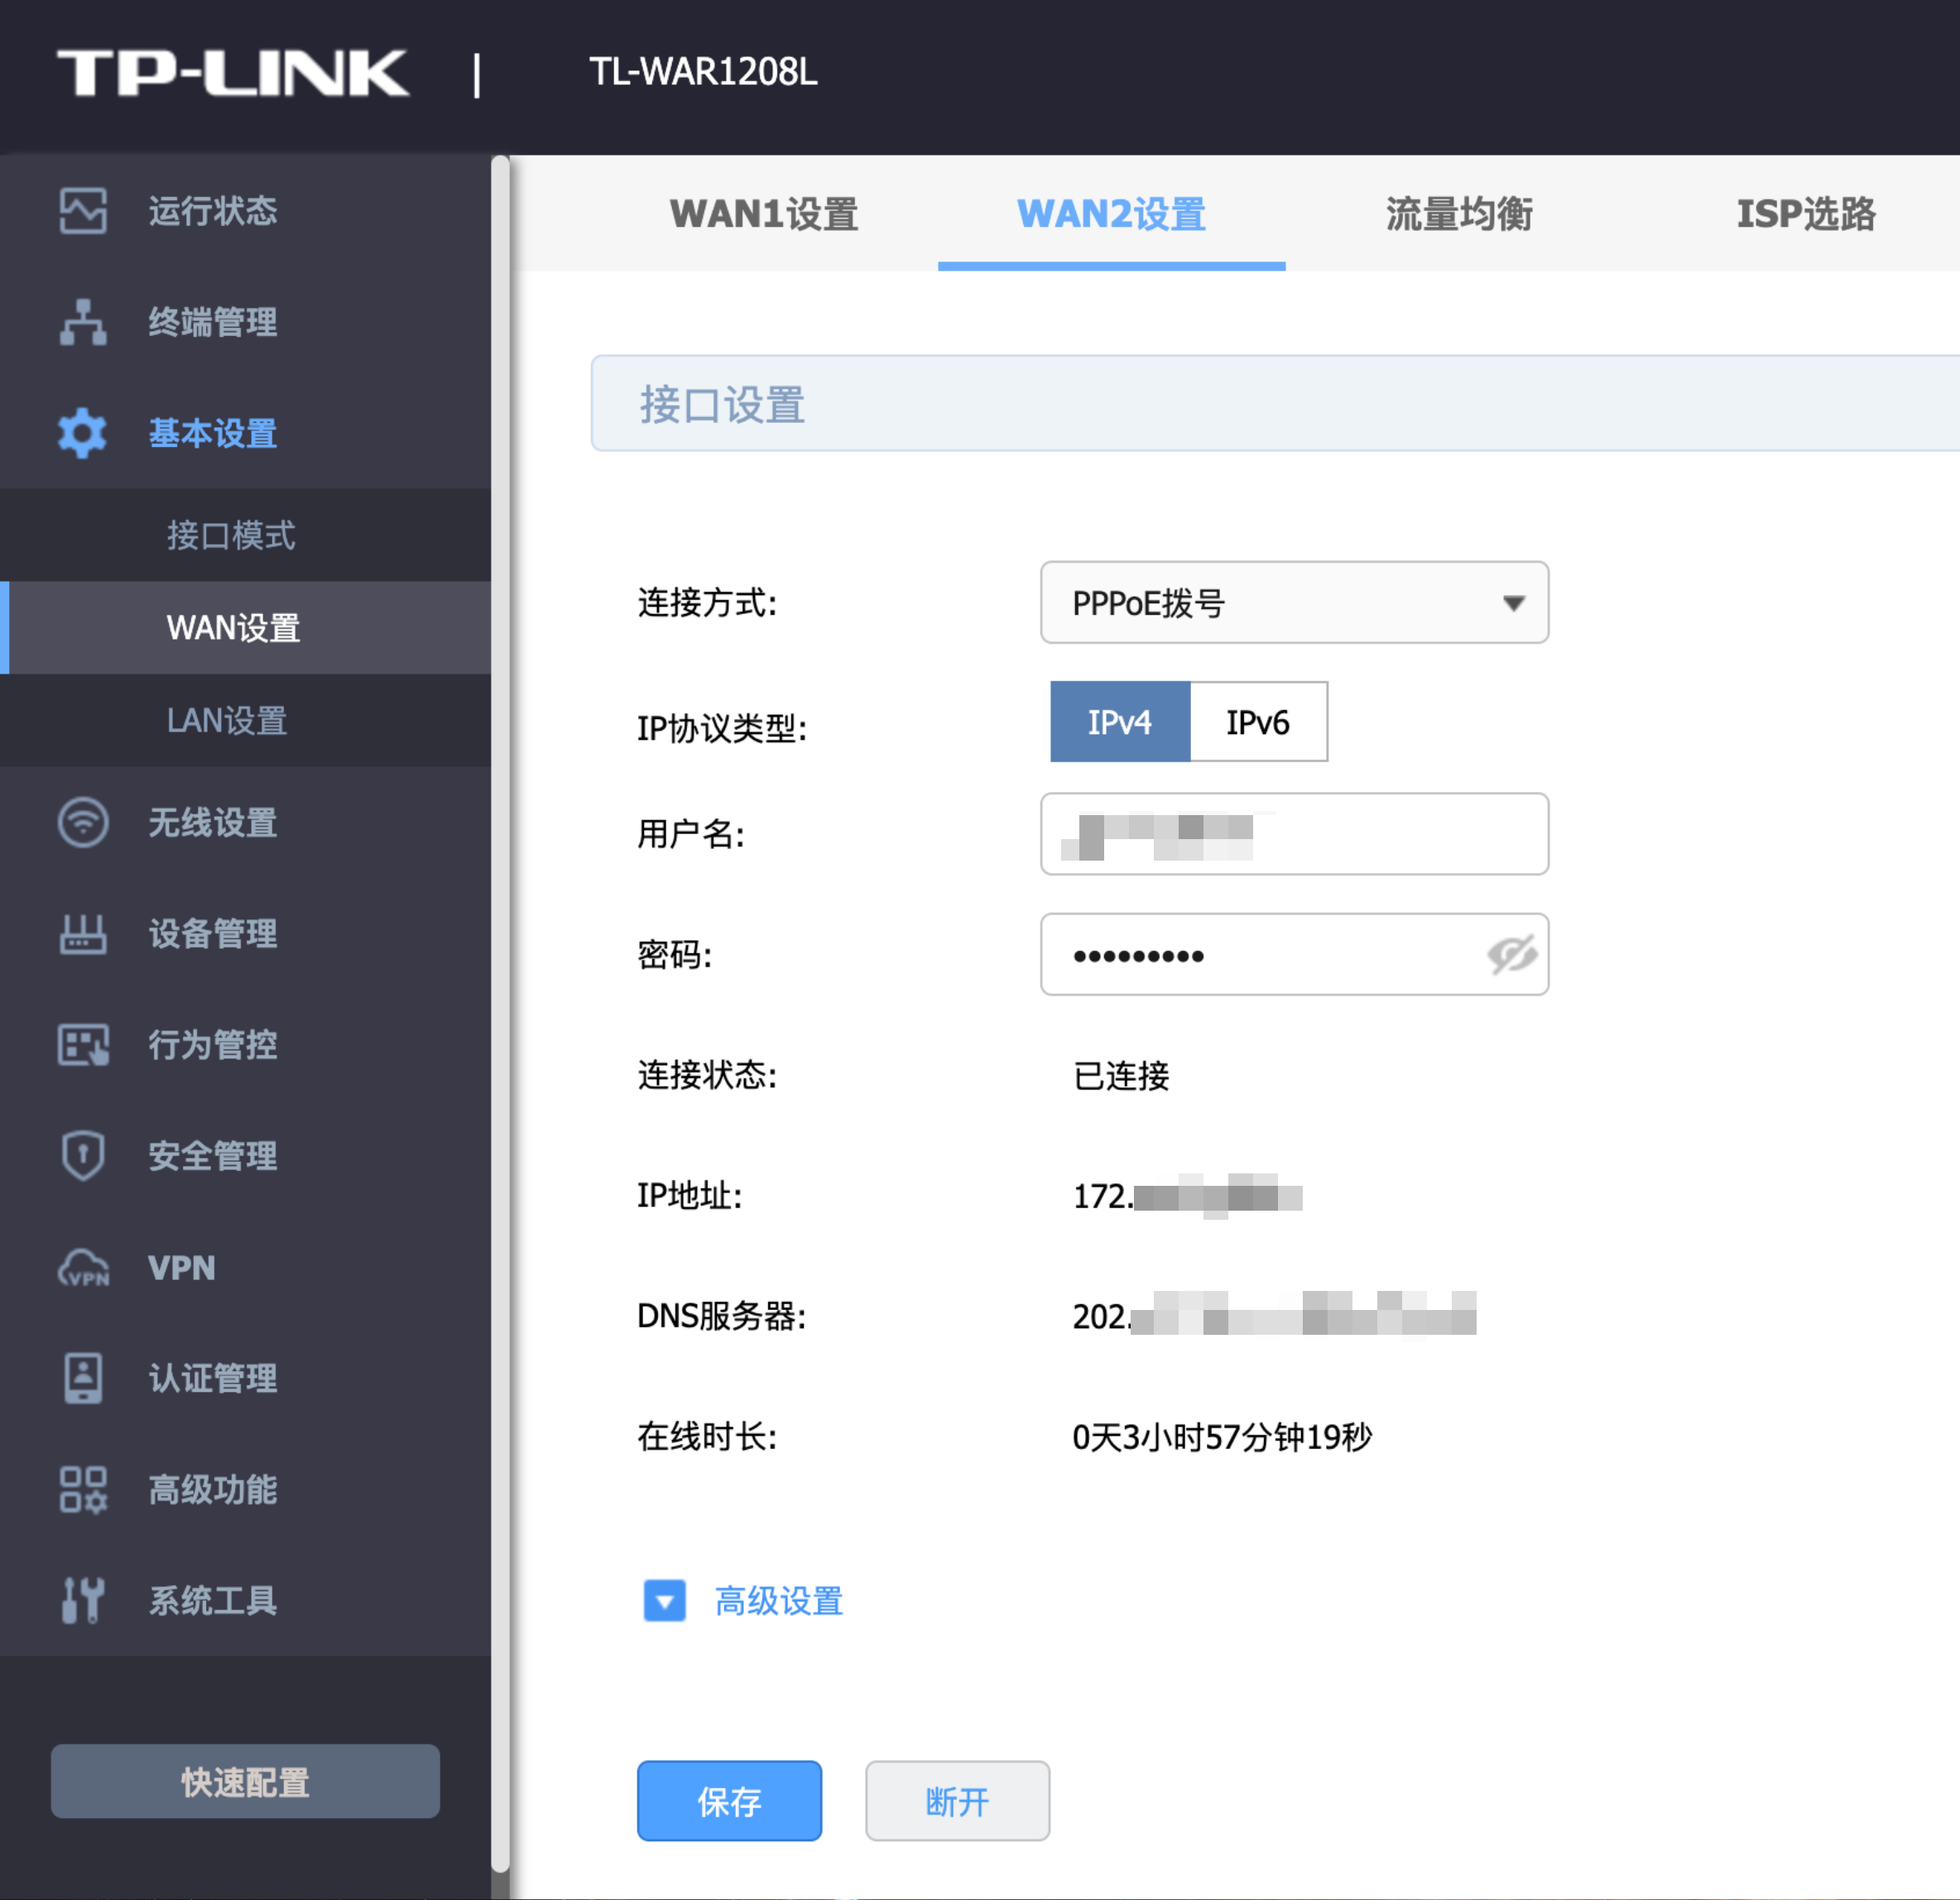 TP-LINK | TL-WAR1208L
运行状态
终端管理
基本设置
接口模式
WAN设置
LAN设置
无线设置
设备管理
行为管控
安全管理
VPN
VPN
认证管理
高级功能
系统工具
快速配置
WAN1设置 WAN2设置 流量均衡 ISP选路
接口设置
连接方式: PPPoE拨号
IP协议类型: IPv4 IPv6
用户名:
密码: •••••••••
连接状态: 已连接
IP地址: 172.
DNS服务器: 202.
在线时长: 0天3小时57分钟19秒
高级设置
保存 断开